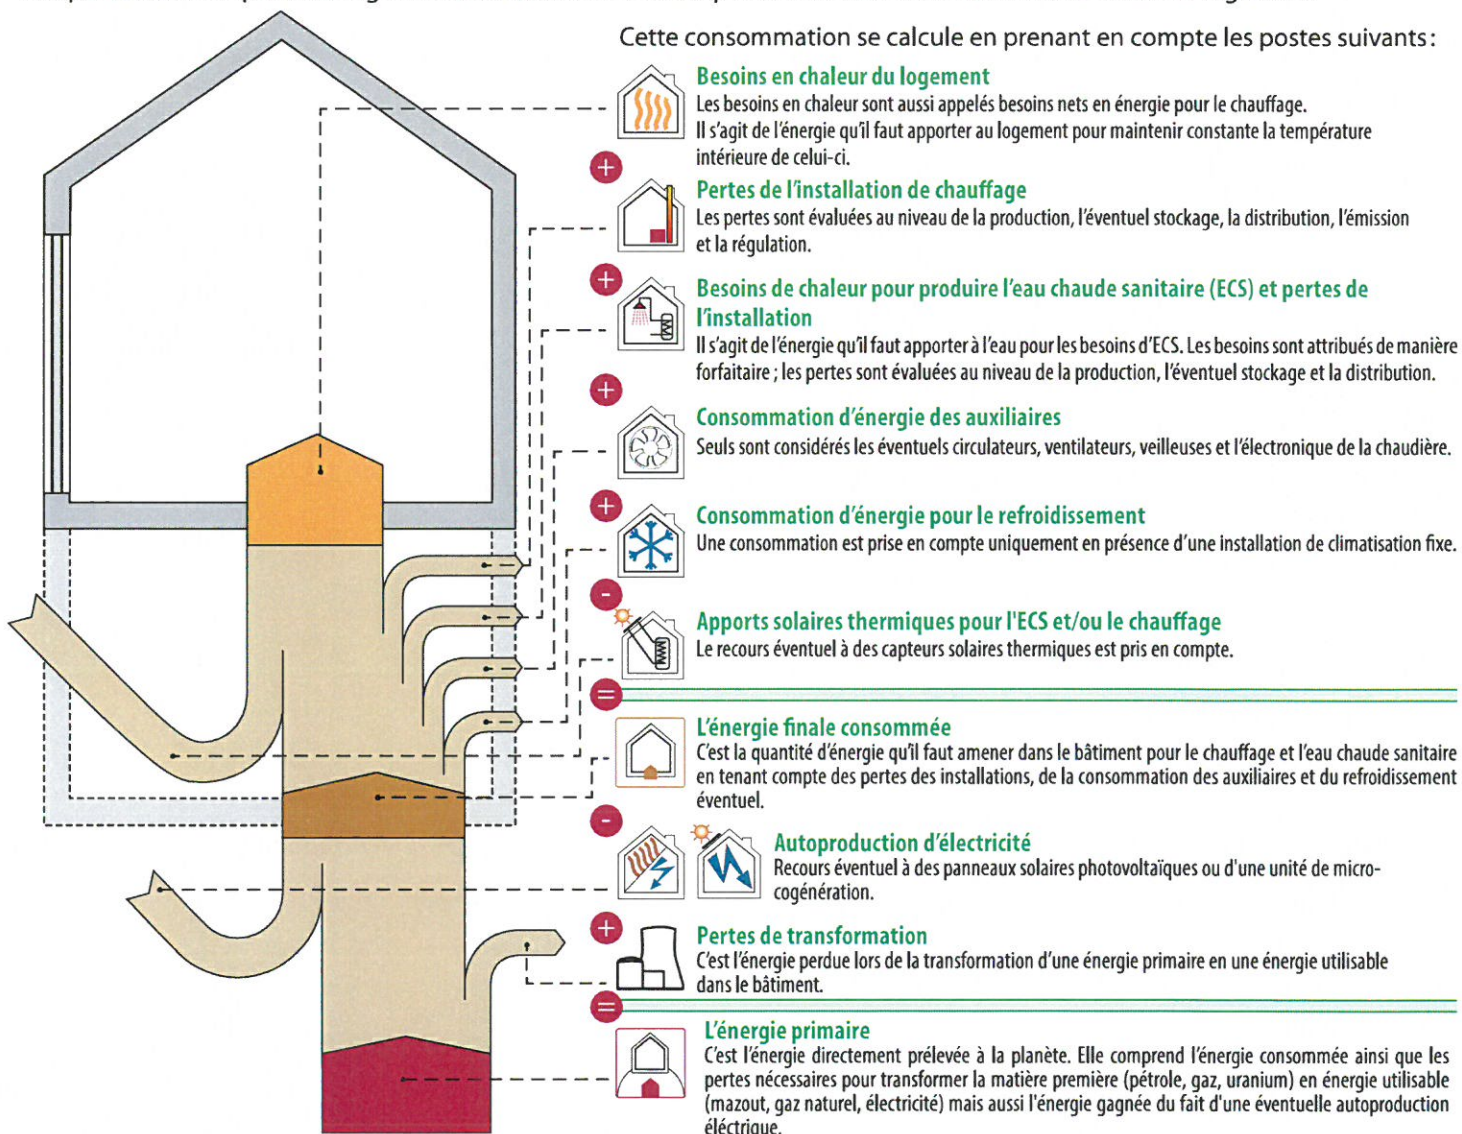 Cette consommation se calcule en prenant en compte les postes suivants :
Besoins en chaleur du logement
Les besoins en chaleur sont aussi appelés besoins nets en énergie pour le chauffage.
Il s'agit de l'énergie qu'il faut apporter au logement pour maintenir constante la température
intérieure de celui-ci.
+
Pertes de l'installation de chauffage
Les pertes sont évaluées au niveau de la production, l'éventuel stockage, la distribution, l'émission
et la régulation.
+
Besoins de chaleur pour produire l'eau chaude sanitaire (ECS) et pertes de
l'installation
Il s'agit de l'énergie qu'il faut apporter à l'eau pour les besoins d'ECS. Les besoins sont attribués de manière
forfaitaire ; les pertes sont évaluées au niveau de la production, l'éventuel stockage et la distribution.
+
Consommation d'énergie des auxiliaires
Seuls sont considérés les éventuels circulateurs, ventilateurs, veilleuses et l'électronique de la chaudière.
+
Consommation d'énergie pour le refroidissement
Une consommation est prise en compte uniquement en présence d'une installation de climatisation fixe.
-
Apports solaires thermiques pour l'ECS et/ou le chauffage
Le recours éventuel à des capteurs solaires thermiques est pris en compte.
=
L'énergie finale consommée
C'est la quantité d'énergie qu'il faut amener dans le bâtiment pour le chauffage et l'eau chaude sanitaire
en tenant compte des pertes des installations, de la consommation des auxiliaires et du refroidissement
éventuel.
-
Autoproduction d'électricité
Recours éventuel à des panneaux solaires photovoltaïques ou d'une unité de micro-
cogénération.
+
Pertes de transformation
C'est l'énergie perdue lors de la transformation d'une énergie primaire en une énergie utilisable
dans le bâtiment.
=
L'énergie primaire
C'est l'énergie directement prélevée à la planète. Elle comprend l'énergie consommée ainsi que les
pertes nécessaires pour transformer la matière première (pétrole, gaz, uranium) en énergie utilisable
(mazout, gaz naturel, électricité) mais aussi l'énergie gagnée du fait d'une éventuelle autoproduction
éléctrique.